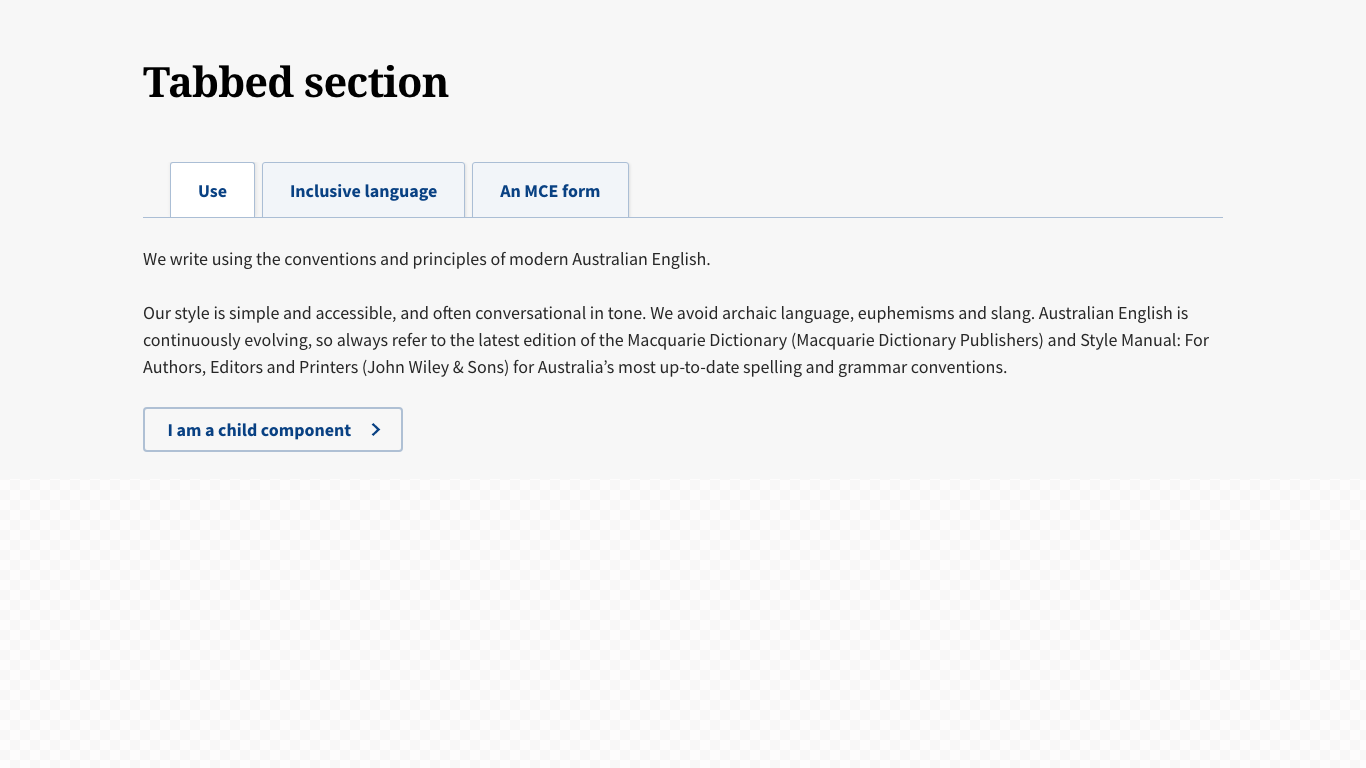 Tabbed section
Use
Inclusive language
An MCE form
We write using the conventions and principles of modern Australian English.
Our style is simple and accessible, and often conversational in tone. We avoid archaic language, euphemisms and slang. Australian English is
continuously evolving, so always refer to the latest edition of the Macquarie Dictionary (Macquarie Dictionary Publishers) and Style Manual: For
Authors, Editors and Printers (John Wiley & Sons) for Australia’s most up-to-date spelling and grammar conventions.
I am a child component